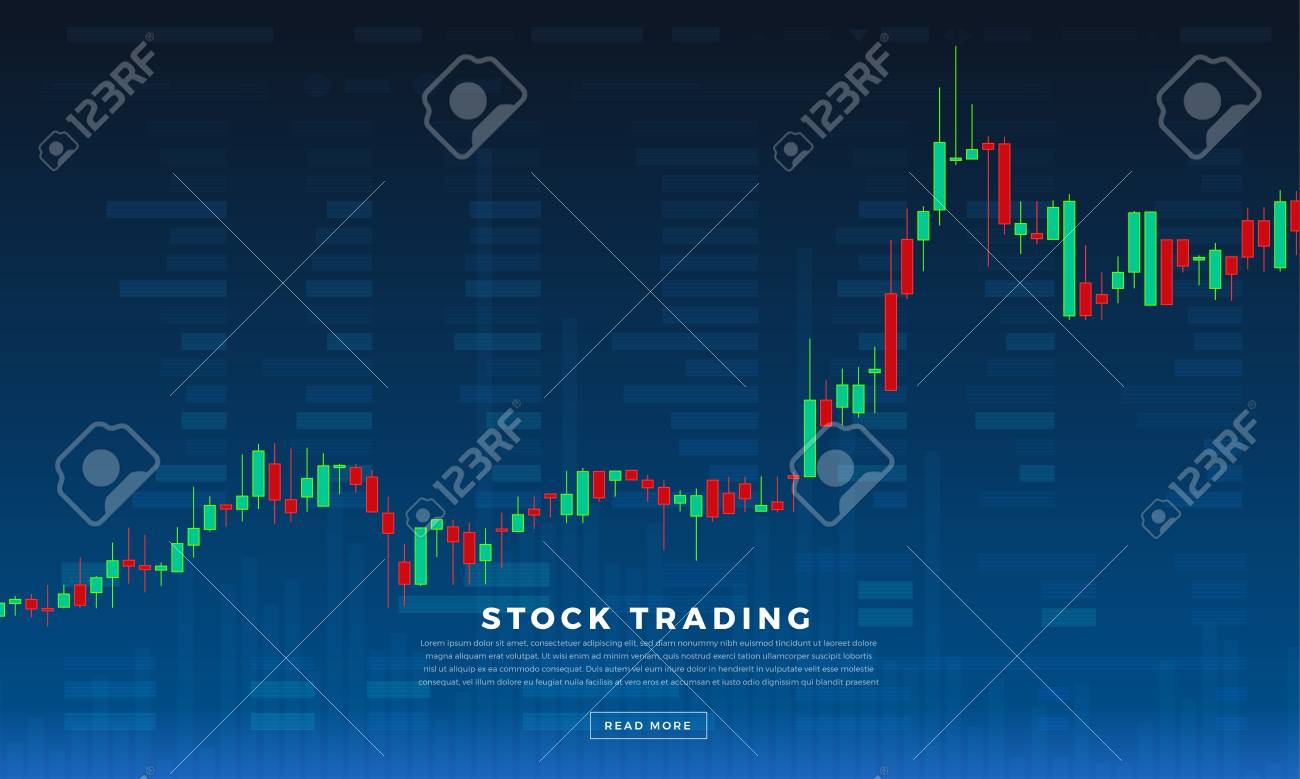 123RF®
123RF®
STOCK TRADING
Lorem ipsum dolor sit amet, consectetuer adipiscing elit, sed diam nonummy nibh euismod tincidunt ut laoreet dolore
magna aliquam erat volutpat. Ut wisi enim ad minim veniam, quis nostrud exerci tation ullamcorper suscipit lobortis
nisl ut aliquip ex ea commodo consequat. Duis autem vel eum iriure dolor in hendrerit in vulputate velit esse molestie
consequat, vel illum dolore eu feugiat nulla facilisis at vero eros et accumsan et iusto odio dignissim qui blandit praesent
READ MORE
123RF®
123RF®